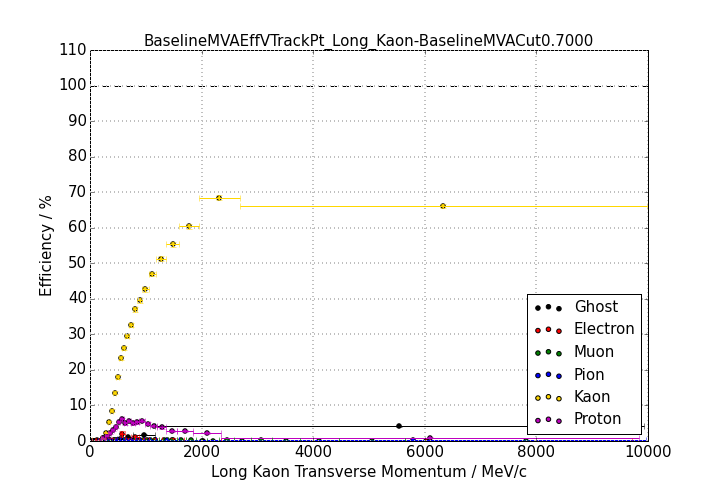 BaselineMVAEffVTrackPt_Long_Kaon-BaselineMVACut0.7000
110
100
90
80
70
60
50
40
30
20
10
0
Efficiency / %
0 2000 4000 6000 8000 10000
Long Kaon Transverse Momentum / MeV/c
Ghost
Electron
Muon
Pion
Kaon
Proton